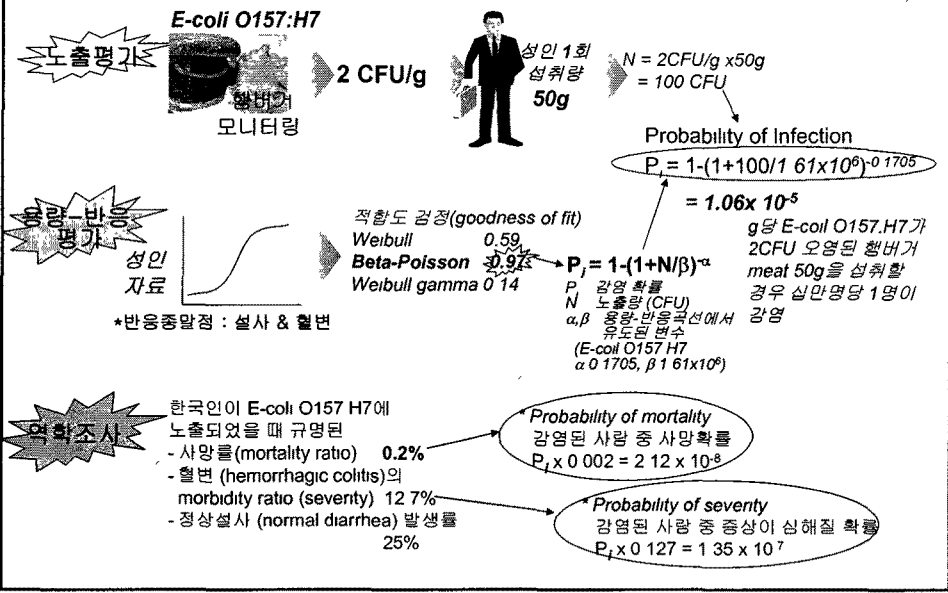 E-coli O157:H7
노출평가
햄버거
모니터링
2 CFU/g
성인 1회
섭취량
50g
N = 2CFU/g x50g
= 100 CFU
Probability of Infection
Pi = 1-(1+100/1 61x10⁶)-0 1705
= 1.06x 10-5
g당 E-coil O157.H7가
2CFU 오염된 햄버거
meat 50g을 섭취할
경우 십만명당 1명이
감염
용량-반응
평가
성인
자료
*반응종말점 : 설사 & 혈변
적합도 검정(goodness of fit)
Weibull 0.59
Beta-Poisson 0.97
Weibull gamma 0 14
Pi = 1-(1+N/β)-α
Pi 감염 확률
N 노출량 (CFU)
α,β 용량-반응곡선에서
유도된 변수
(E-coil O157 H7
α 0 1705, β 1 61x10⁶)
역학조사
한국인이 E-coli O157 H7에
노출되었을 때 규명된
- 사망률(mortality ratio) 0.2%
- 혈변 (hemorrhagic colitis)의
morbidity ratio (severity) 12 7%
- 정상설사 (normal diarrhea) 발생률
25%
* Probability of mortality
감염된 사람 중 사망확률
Pi x 0 002 = 2 12 x 10-8
* Probability of severity
감염된 사람 중 증상이 심해질 확률
Pi x 0 127 = 1 35 x 10 7